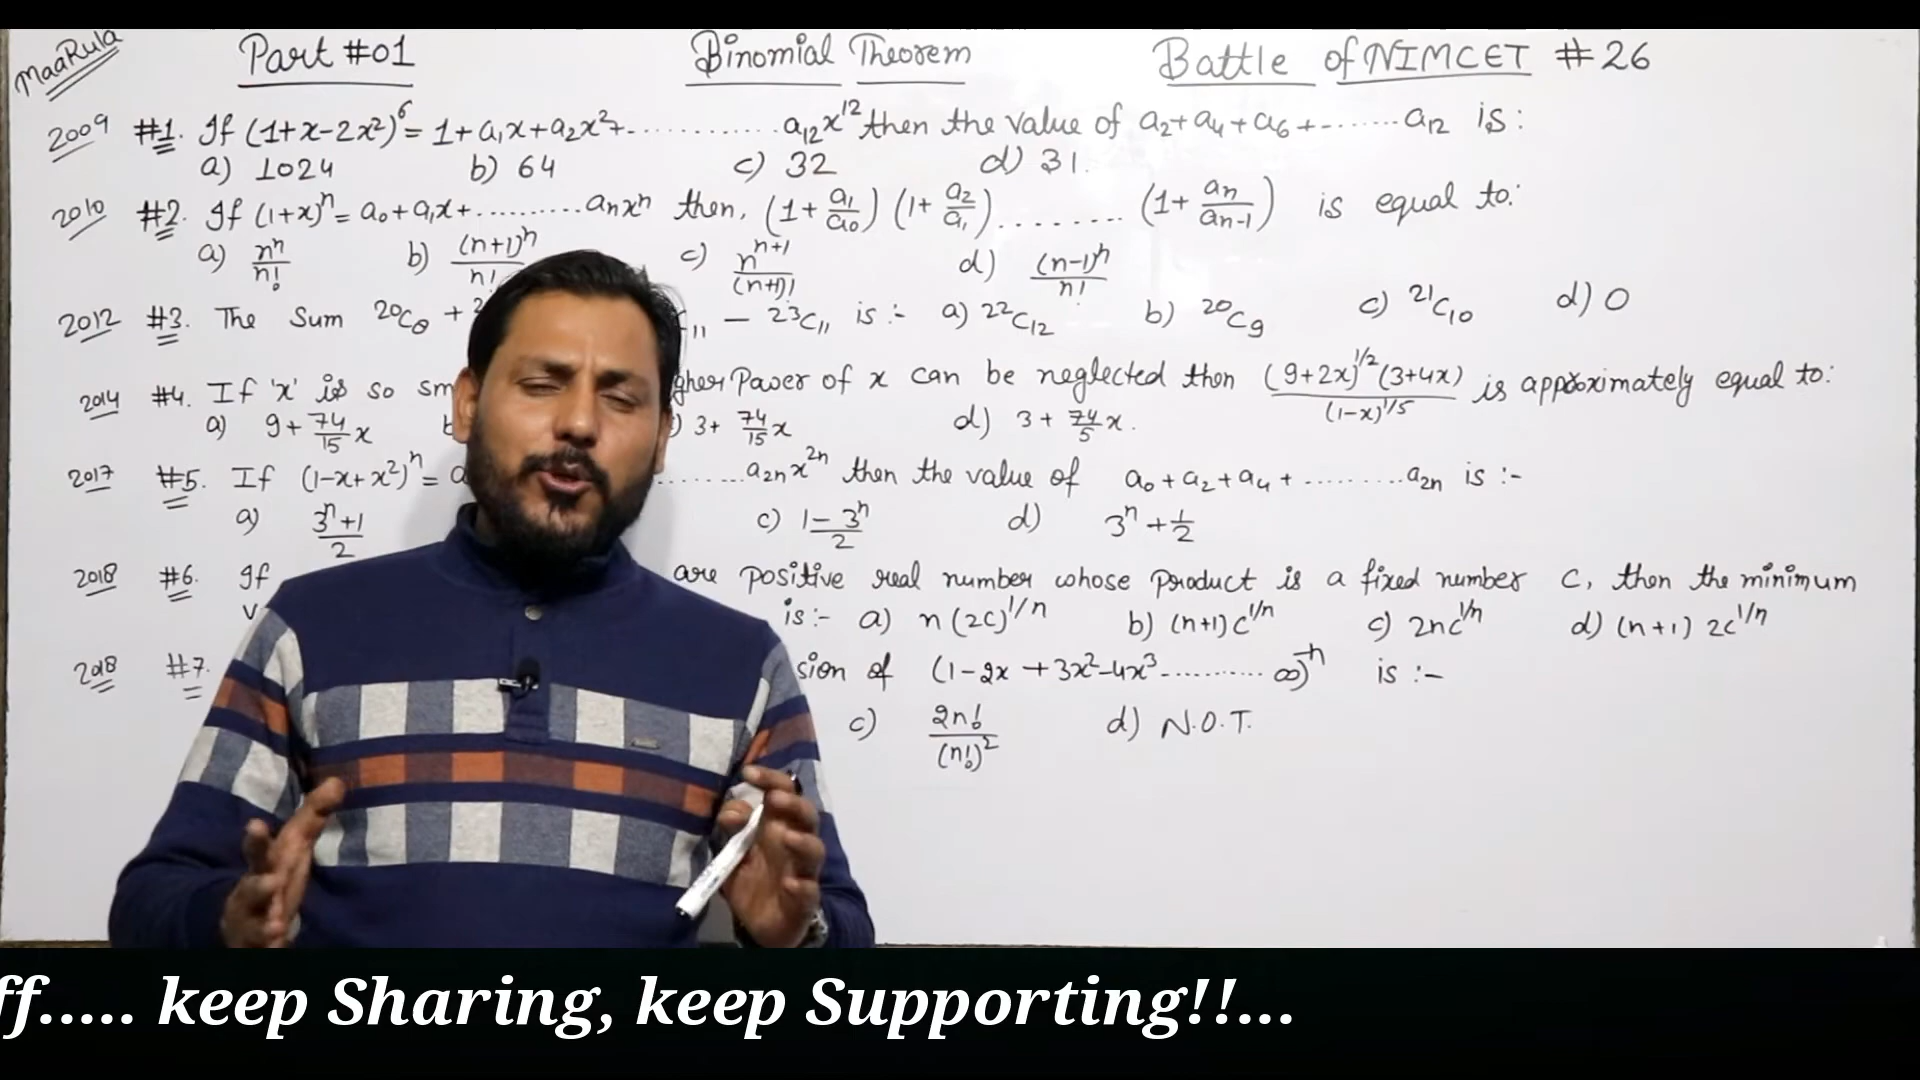 MaaRula
Part #01 Binomial Theorem Battle of NIMCET #26
2009 #1. If (1+x-2x²)⁶ = 1+a₁x+a₂x²+............a₁₂x¹² then the value of a₂+a₄+a₆+.......a₁₂ is:
a) 1024 b) 64 c) 32 d) 31.
2010 #2. If (1+x)ⁿ = a₀+a₁x+..........aₙxⁿ then, (1+a₁/a₀) (1+a₂/a₁)........ (1+aₙ/aₙ₋₁) is equal to:
a) nⁿ/n! b) (n+1)ⁿ/n! c) nⁿ⁺¹/(n+1)! d) (n-1)ⁿ/n!
2012 #3. The Sum ²⁰C₈ + 2 ₁₁ - ²³C₁₁ is :- a) ²²C₁₂ b) ²⁰C₉ c) ²¹C₁₀ d) 0
2014 #4. If 'x' is so sm gher Power of x can be neglected then (9+2x)^1/2 (3+4x)/(1-x)^1/5 is approximately equal to:
a) 9+74/15 x b ) 3+ 74/15 x d) 3+ 74/5 x.
2017 #5. If (1-x+x²)ⁿ = a .......a₂ₙx²ⁿ then the value of a₀+a₂+a₄+.........a₂ₙ is :-
a) 3ⁿ+1/2 c) 1-3ⁿ/2 d) 3ⁿ+1/2
2018 #6. If are positive real number whose product is a fixed number C, then the minimum
v is:- a) n(2C)^1/n b) (n+1)C^1/n c) 2nC^1/n d) (n+1) 2C^1/n
2018 #7. sion of (1-2x+3x²-4x³.......... ∞)⁻ⁿ is :-
c) 2n!/(n!)² d) N.O.T.
ff..... keep Sharing, keep Supporting!!...